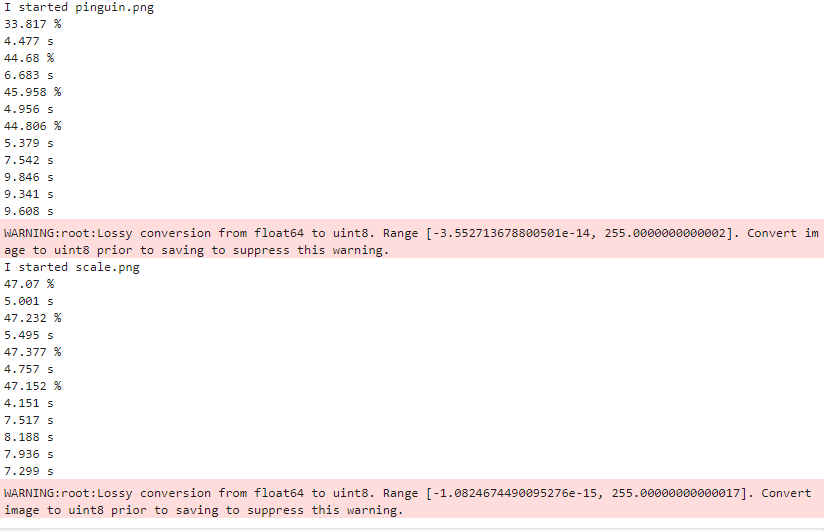 I started pinguin.png
33.817 %
4.477 s
44.68 %
6.683 s
45.958 %
4.956 s
44.806 %
5.379 s
7.542 s
9.846 s
9.341 s
9.608 s
WARNING:root:Lossy conversion from float64 to uint8. Range [-3.552713678800501e-14, 255.0000000000002]. Convert im
age to uint8 prior to saving to suppress this warning.
I started scale.png
47.07 %
5.001 s
47.232 %
5.495 s
47.377 %
4.757 s
47.152 %
4.151 s
7.517 s
8.188 s
7.936 s
7.299 s
WARNING:root:Lossy conversion from float64 to uint8. Range [-1.0824674490095276e-15, 255.00000000000017]. Convert
image to uint8 prior to saving to suppress this warning.